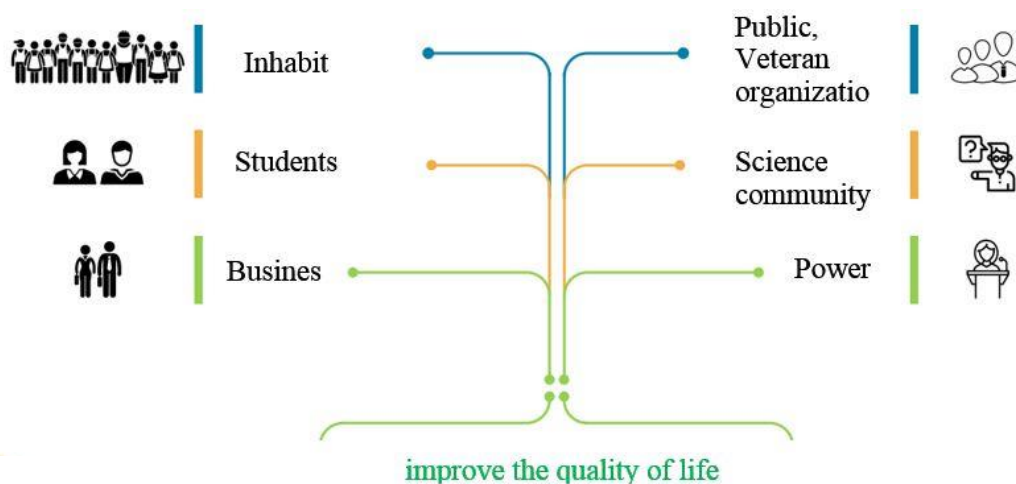 Inhabit
Students
Busines
Public,
Veteran
organizatio
Science
community
Power
?
improve the quality of life